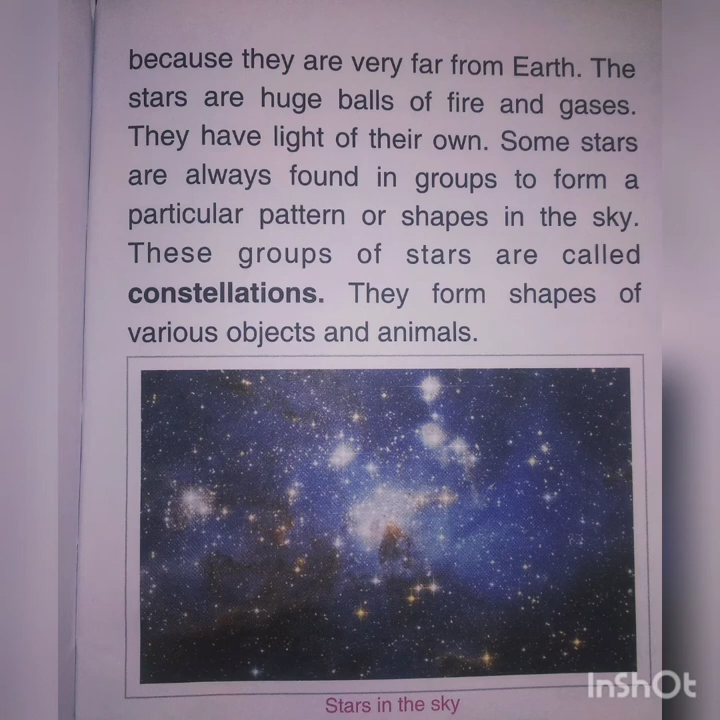 because they are very far from Earth. The
stars are huge balls of fire and gases.
They have light of their own. Some stars
are always found in groups to form a
particular pattern or shapes in the sky.
These groups of stars are called
constellations. They form shapes of
various objects and animals.
InShOt
Stars in the sky